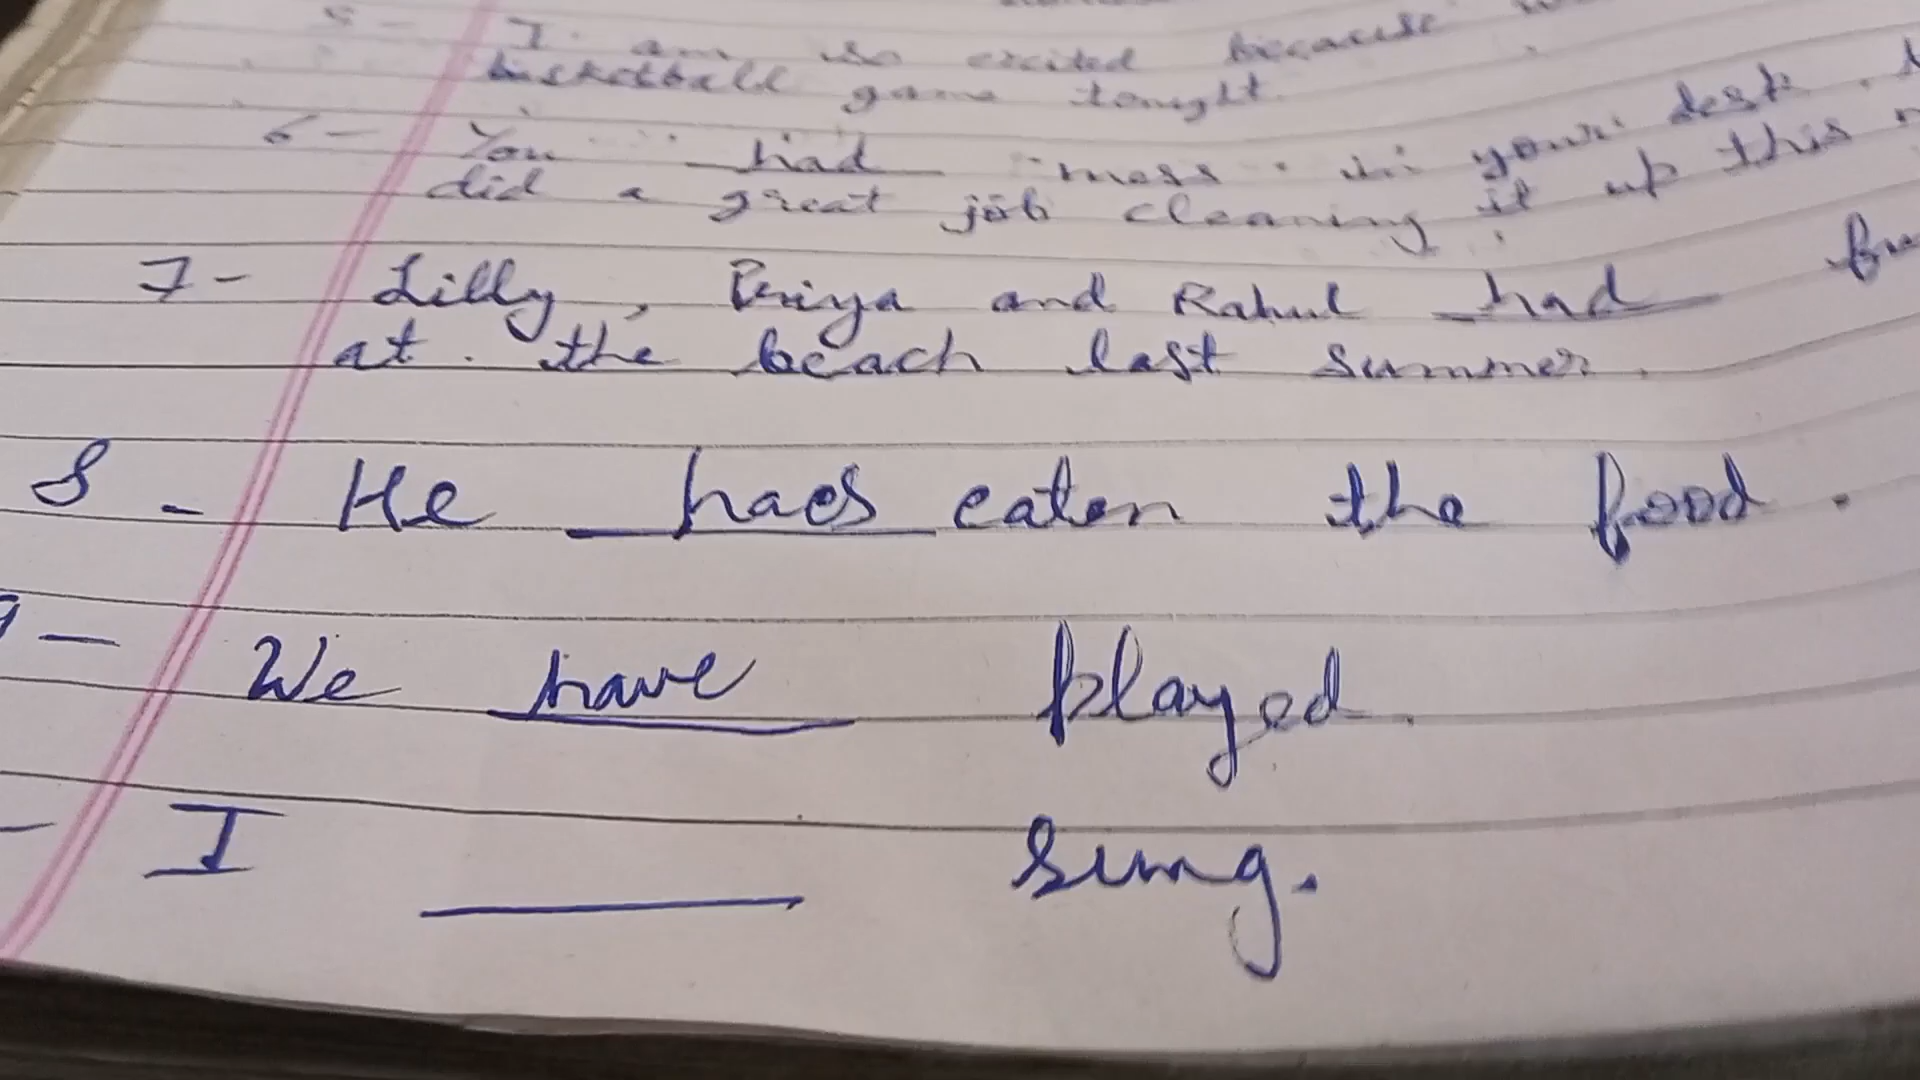 5- I am so excited because
basketball game tonight.
6- You had mess in your desk.
did a great job cleaning it up this
7- Lilly, Priya and Rahul had
at the beach last summer.
8 - He haes eaten the food.
9 - We have played.
- I ______ sung.